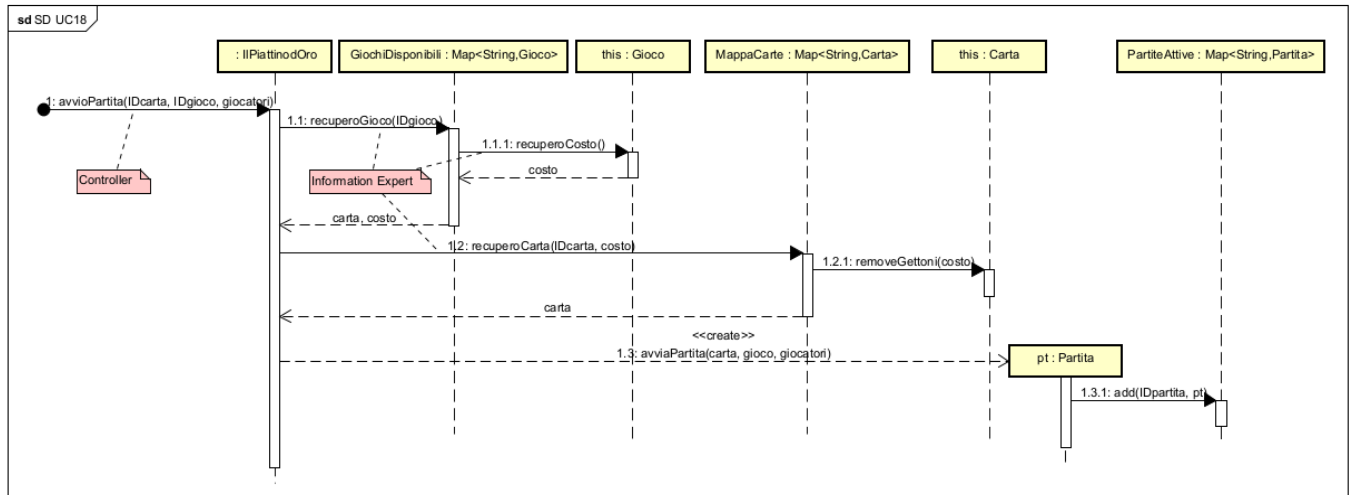 sd SD UC18
: IlPiattinodOro
GiochiDisponibili : Map<String,Gioco>
this : Gioco
MappaCarte : Map<String,Carta>
this : Carta
PartiteAttive : Map<String,Partita>
1: avvioPartita(IDcarta, IDgioco, giocatori)
1.1: recuperoGioco(IDgioco)
1.1.1: recuperoCosto()
costo
Controller
Information Expert
carta, costo
1.2: recuperoCarta(IDcarta, costo)
1.2.1: removeGettoni(costo)
carta
<<create>>
1.3: avviaPartita(carta, gioco, giocatori)
pt : Partita
1.3.1: add(IDpartita, pt)